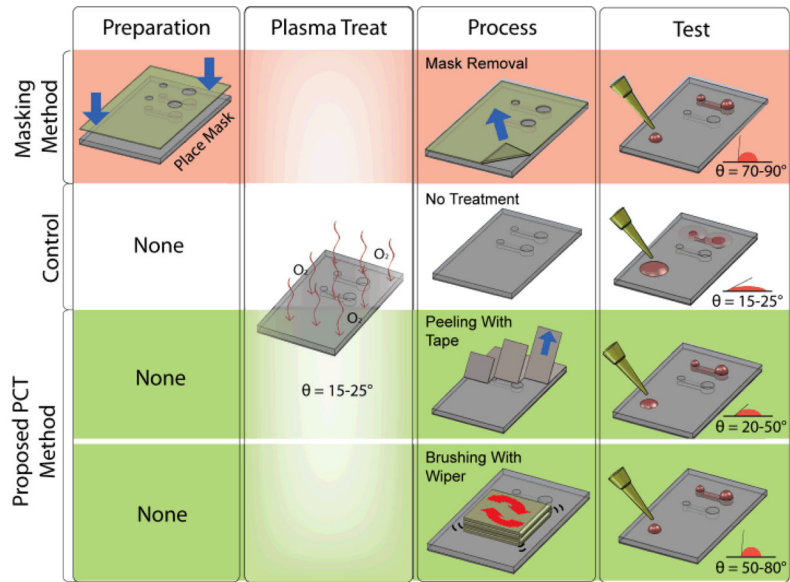 Preparation
Plasma Treat
Process
Test
Masking
Method
Place Mask
Mask Removal
θ = 70-90°
Control
None
O₂
O₂
O₂
θ = 15-25°
No Treatment
θ = 15-25°
Proposed PCT
Method
None
Peeling With
Tape
θ = 20-50°
None
Brushing With
Wiper
θ = 50-80°